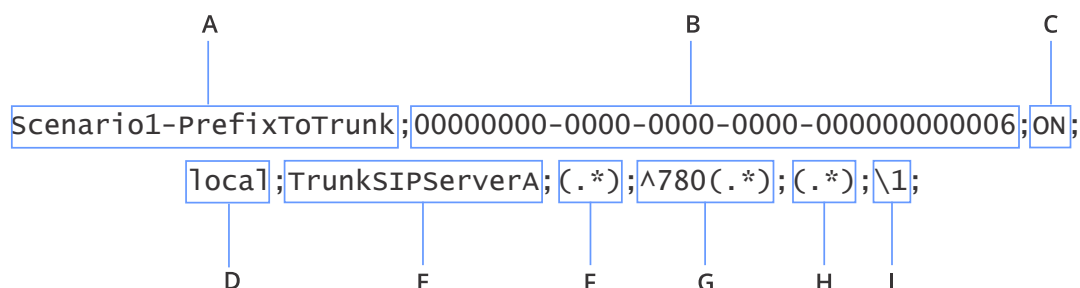 A B C
Scenario1-PrefixToTrunk;00000000-0000-0000-0000-000000000006;ON;
local;TrunkSIPServerA;(.*);^780(.*);(.*);\1;
D E F G H I